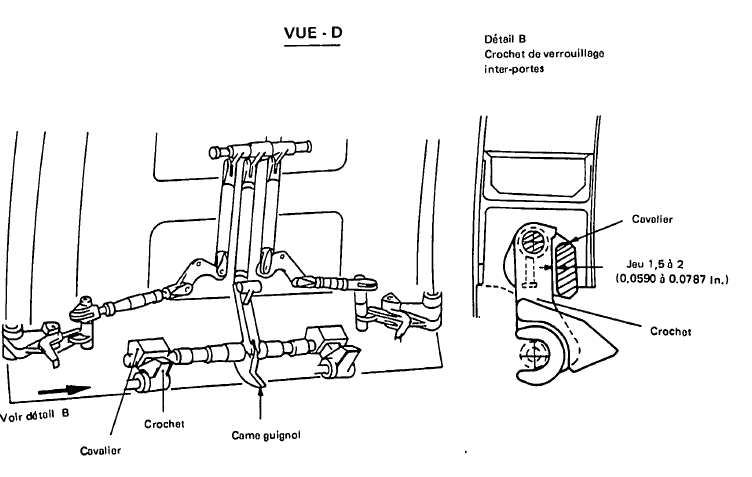 VUE - D
Détail B
Crochet de verrouillage
inter-portes
Cavalier
Jeu 1,5 à 2
(0,0590 à 0.0787 In.)
Crochet
Voir détail B
Crochet
Came guignol
Cavalier